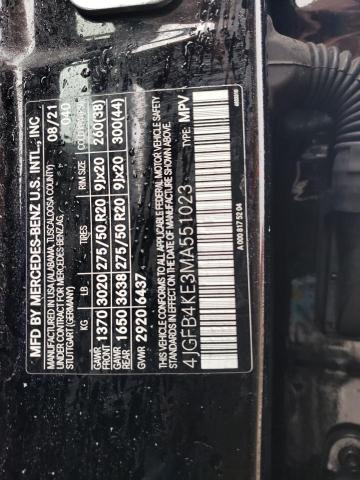 MFD BY MERCEDES-BENZ U.S. INTL., INC
MANUFACTURED IN USA (ALABAMA, TUSCALOOSA COUNTY) 08/21
UNDER CONTRACT FOR MERCEDES-BENZ AG, 040
STUTTGART (GERMANY)
KG LB TIRES RIM SIZE
GAWR FRONT 1370 3020 275/50 R20 9Jx20 260(38)
GAWR REAR 1650 3638 275/50 R20 9Jx20 300(44)
GVWR 2920 6437
THIS VEHICLE CONFORMS TO ALL APPLICABLE FEDERAL MOTOR VEHICLE SAFETY
STANDARDS IN EFFECT ON THE DATE OF MANUFACTURE SHOWN ABOVE.
4JGFB4KE3MA551023 TYPE: MPV
A 000 817 52 04